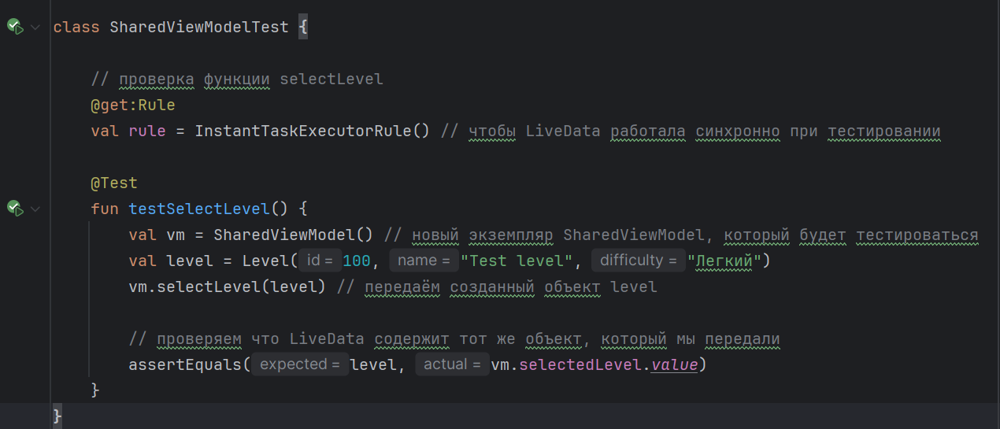 class SharedViewModelTest {
// проверка функции selectLevel
@get:Rule
val rule = InstantTaskExecutorRule() // чтобы LiveData работала синхронно при тестировании
@Test
fun testSelectLevel() {
val vm = SharedViewModel() // новый экземпляр SharedViewModel, который будет тестироваться
val level = Level( id = 100, name = "Test level", difficulty = "Легкий")
vm.selectLevel(level) // передаём созданный объект level
// проверяем что LiveData содержит тот же объект, который мы передали
assertEquals( expected = level, actual = vm.selectedLevel.value)
}
}